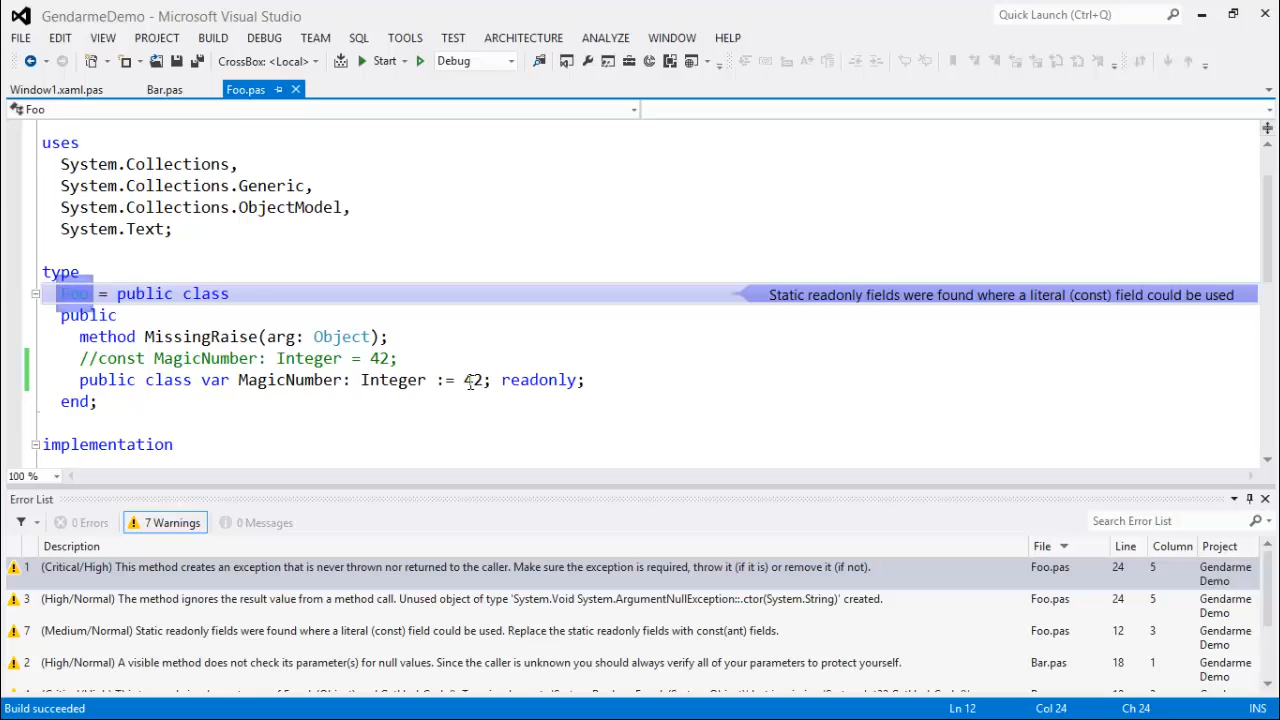 GendarmeDemo - Microsoft Visual Studio
Quick Launch (Ctrl+Q)
FILE EDIT VIEW PROJECT BUILD DEBUG TEAM SQL TOOLS TEST ARCHITECTURE ANALYZE WINDOW HELP
CrossBox: <Local> Start Debug
Window1.xaml.pas Bar.pas Foo.pas
Foo
uses
System.Collections,
System.Collections.Generic,
System.Collections.ObjectModel,
System.Text;
type
Foo = public class
Static readonly fields were found where a literal (const) field could be used
public
method MissingRaise(arg: Object);
//const MagicNumber: Integer = 42;
public class var MagicNumber: Integer := 42; readonly;
end;
implementation
100 %
Error List
0 Errors 7 Warnings 0 Messages
Search Error List
Description File Line Column Project
1 (Critical/High) This method creates an exception that is never thrown nor returned to the caller. Make sure the exception is required, throw it (if it is) or remove it (if not). Foo.pas 24 5 Gendarme
Demo
3 (High/Normal) The method ignores the result value from a method call. Unused object of type 'System.Void System.ArgumentNullException::.ctor(System.String)' created. Foo.pas 24 5 Gendarme
Demo
7 (Medium/Normal) Static readonly fields were found where a literal (const) field could be used. Replace the static readonly fields with const(ant) fields. Foo.pas 12 3 Gendarme
Demo
2 (High/Normal) A visible method does not check its parameter(s) for null values. Since the caller is unknown you should always verify all of your parameters to protect yourself. Bar.pas 18 1 Gendarme
Demo
Build succeeded Ln 12 Col 24 Ch 24 INS